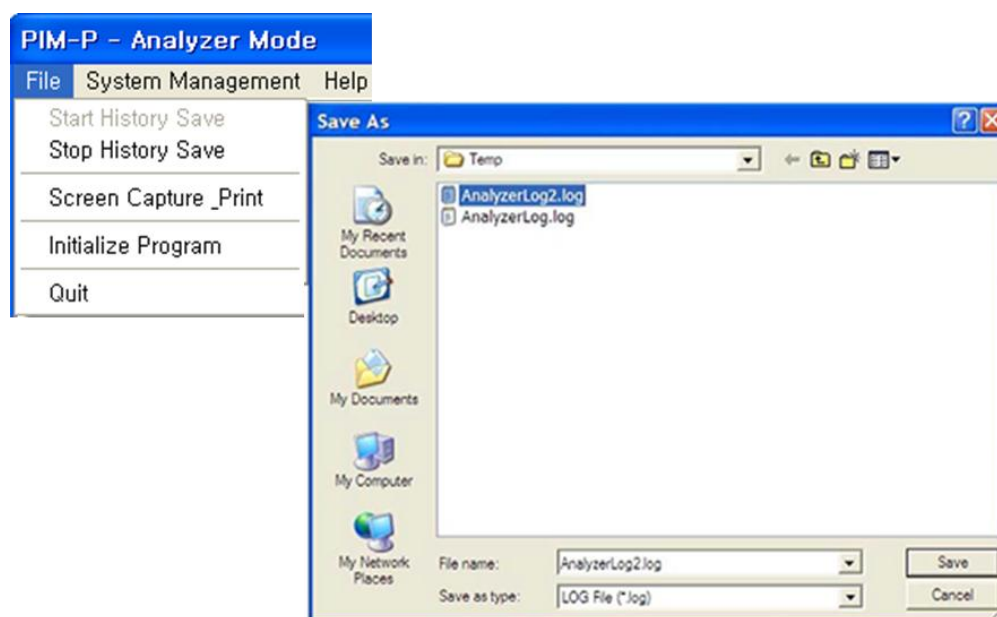 PIM-P - Analyzer Mode
File System Management Help
Start History Save
Stop History Save
Screen Capture _Print
Initialize Program
Quit
Save As
Save in: Temp
AnalyzerLog2.log
AnalyzerLog.log
My Recent
Documents
Desktop
My Documents
My Computer
My Network
Places
File name: AnalyzerLog2.log Save
Save as type: LOG File (*.log) Cancel